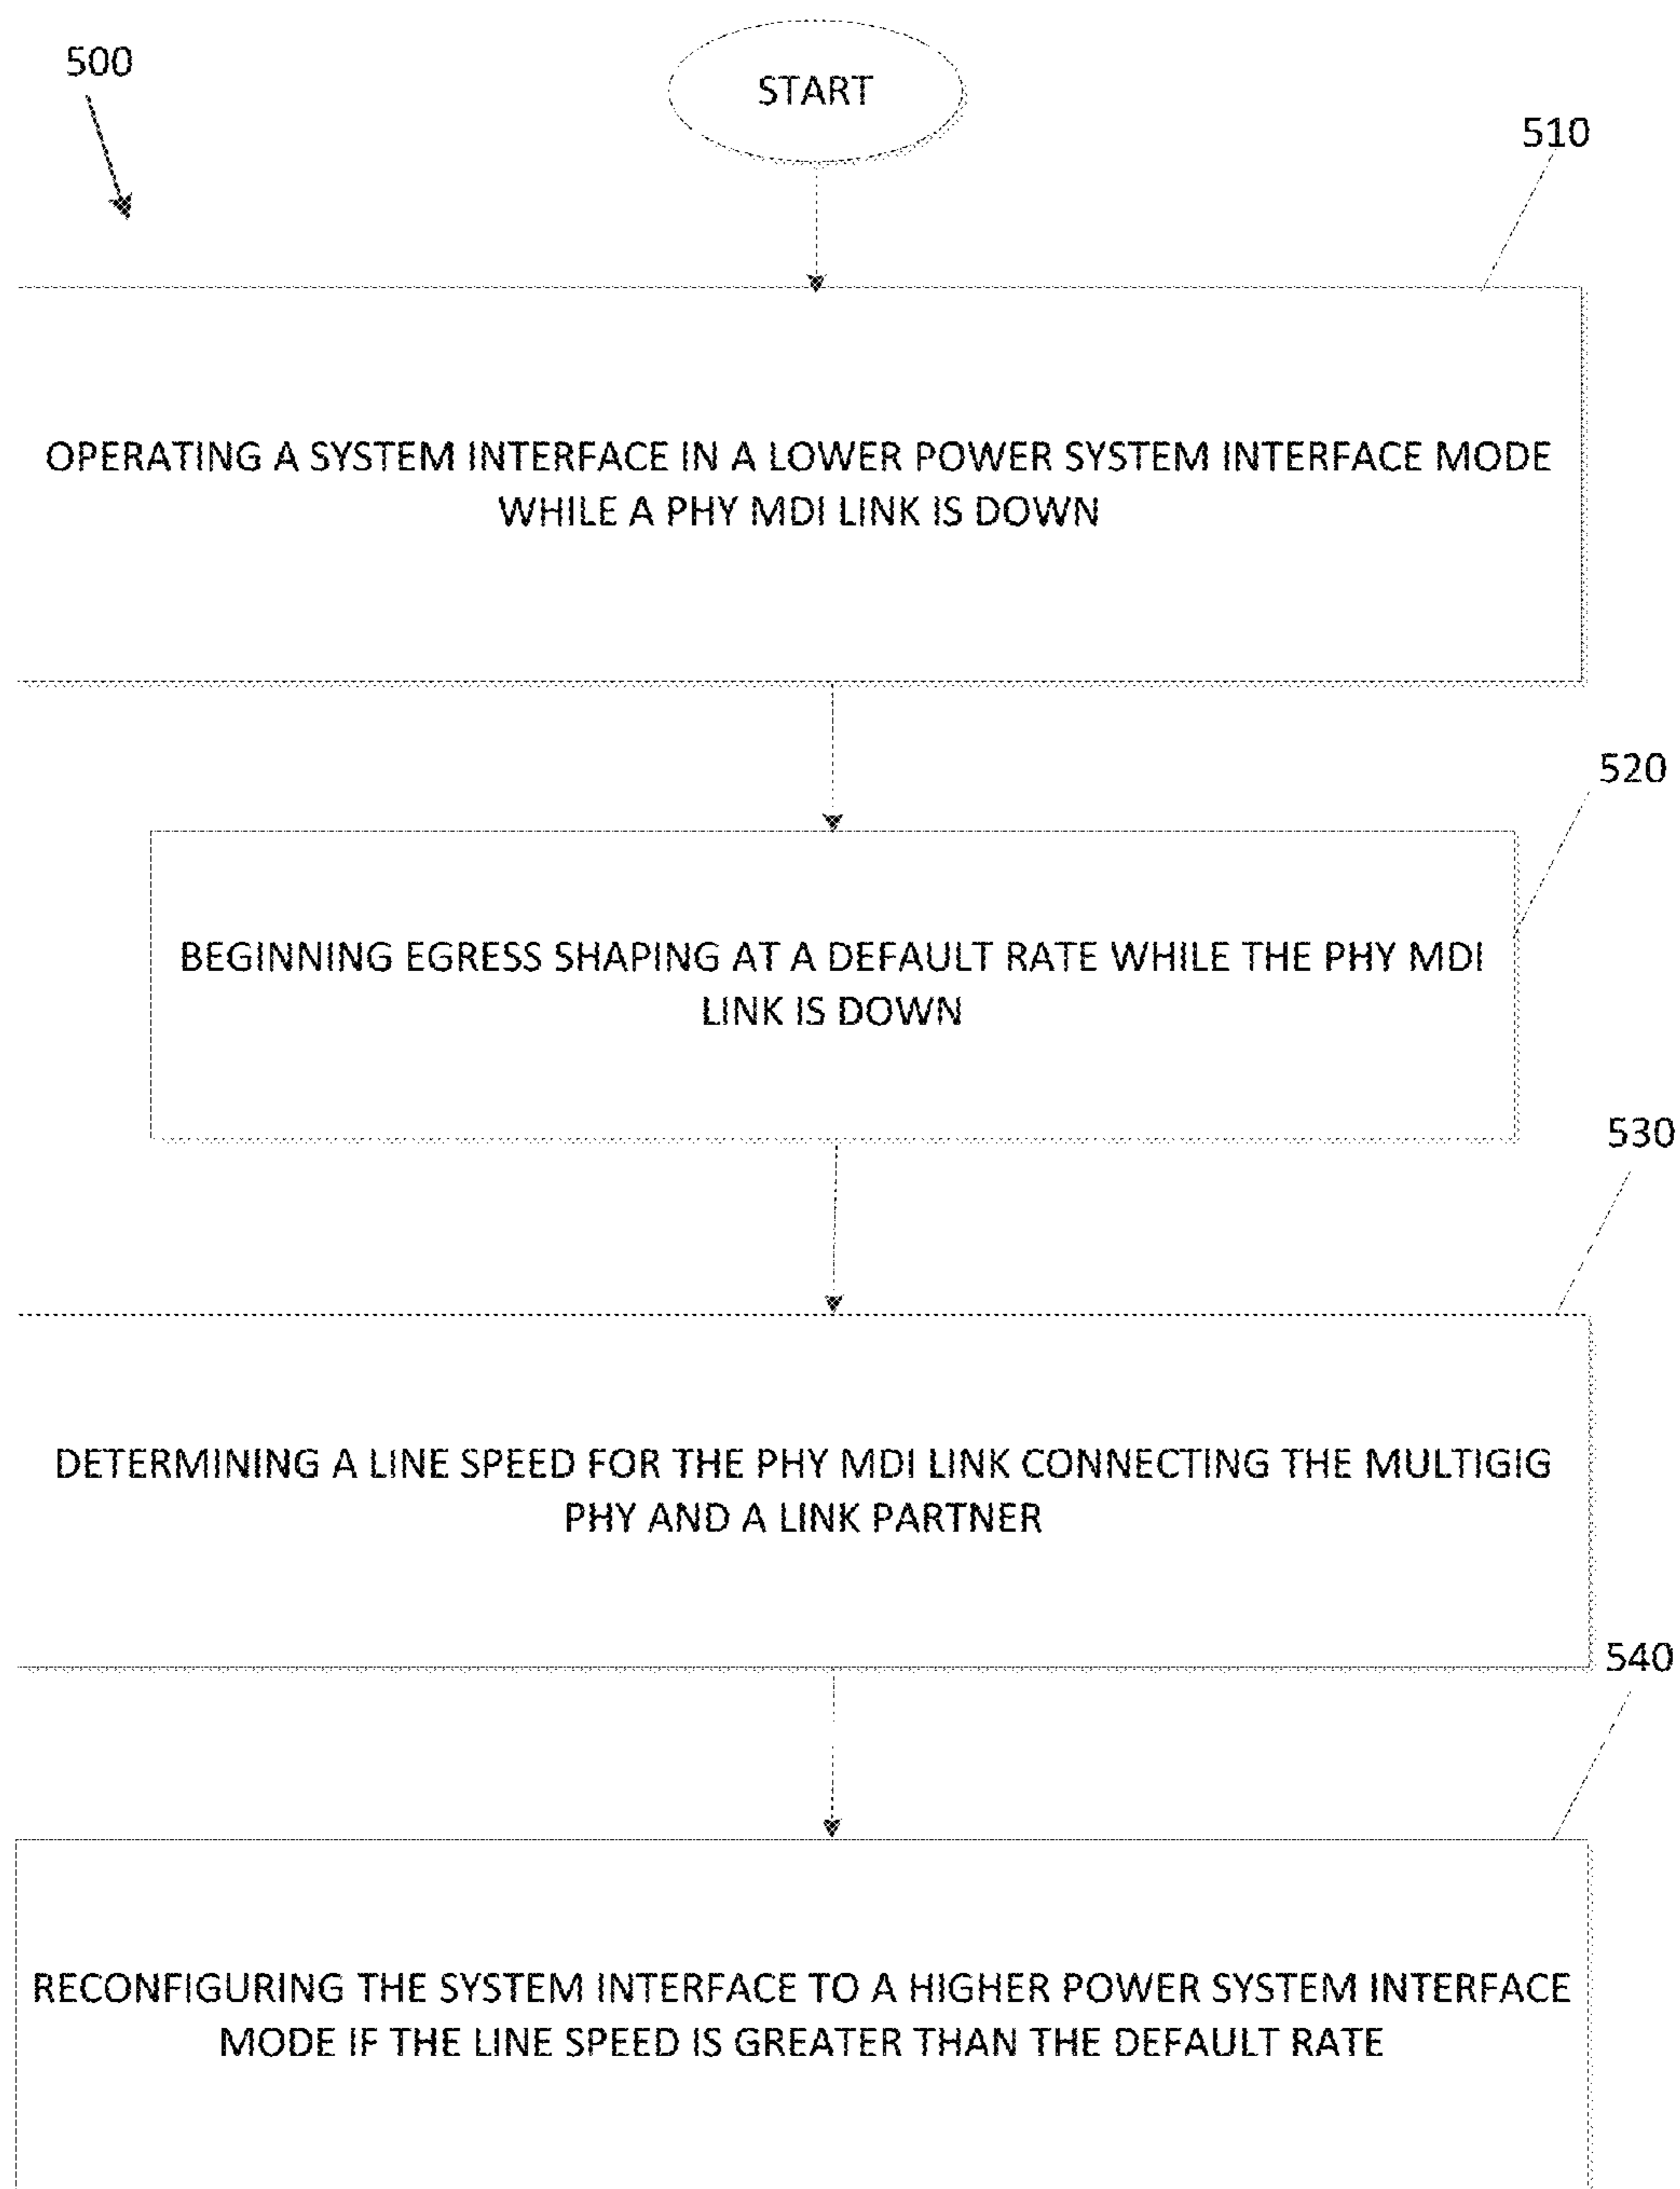 500
START
510
OPERATING A SYSTEM INTERFACE IN A LOWER POWER SYSTEM INTERFACE MODE
WHILE A PHY MDI LINK IS DOWN
520
BEGINNING EGRESS SHAPING AT A DEFAULT RATE WHILE THE PHY MDI
LINK IS DOWN
530
DETERMINING A LINE SPEED FOR THE PHY MDI LINK CONNECTING THE MULTIGIG
PHY AND A LINK PARTNER
540
RECONFIGURING THE SYSTEM INTERFACE TO A HIGHER POWER SYSTEM INTERFACE
MODE IF THE LINE SPEED IS GREATER THAN THE DEFAULT RATE